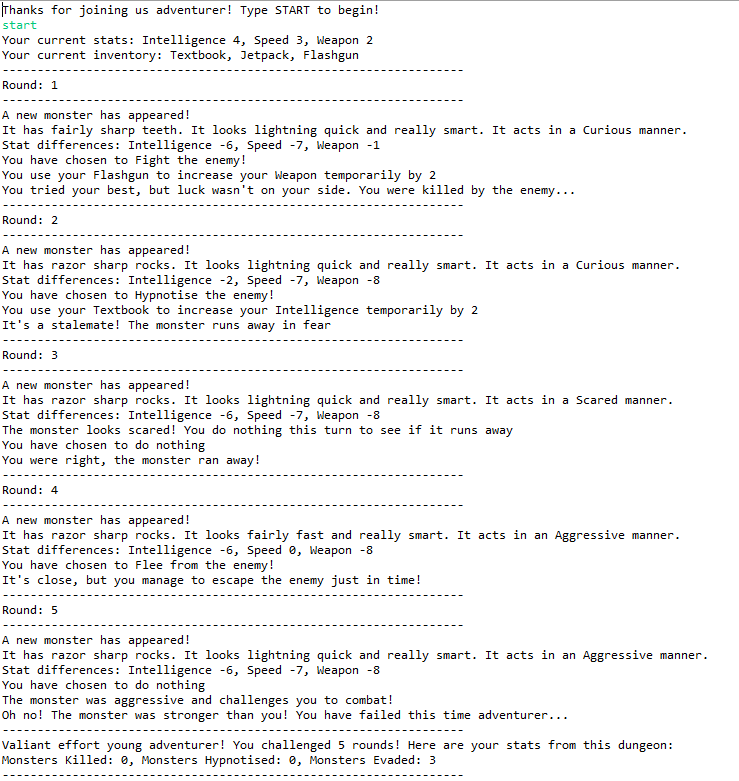 Thanks for joining us adventurer! Type START to begin!
start
Your current stats: Intelligence 4, Speed 3, Weapon 2
Your current inventory: Textbook, Jetpack, Flashgun
------------------------------------------------------------------
Round: 1
------------------------------------------------------------------
A new monster has appeared!
It has fairly sharp teeth. It looks lightning quick and really smart. It acts in a Curious manner.
Stat differences: Intelligence -6, Speed -7, Weapon -1
You have chosen to Fight the enemy!
You use your Flashgun to increase your Weapon temporarily by 2
You tried your best, but luck wasn't on your side. You were killed by the enemy...
------------------------------------------------------------------
Round: 2
------------------------------------------------------------------
A new monster has appeared!
It has razor sharp rocks. It looks lightning quick and really smart. It acts in a Curious manner.
Stat differences: Intelligence -2, Speed -7, Weapon -8
You have chosen to Hypnotise the enemy!
You use your Textbook to increase your Intelligence temporarily by 2
It's a stalemate! The monster runs away in fear
------------------------------------------------------------------
Round: 3
------------------------------------------------------------------
A new monster has appeared!
It has razor sharp rocks. It looks lightning quick and really smart. It acts in a Scared manner.
Stat differences: Intelligence -6, Speed -7, Weapon -8
The monster looks scared! You do nothing this turn to see if it runs away
You have chosen to do nothing
You were right, the monster ran away!
------------------------------------------------------------------
Round: 4
------------------------------------------------------------------
A new monster has appeared!
It has razor sharp rocks. It looks fairly fast and really smart. It acts in an Aggressive manner.
Stat differences: Intelligence -6, Speed 0, Weapon -8
You have chosen to Flee from the enemy!
It's close, but you manage to escape the enemy just in time!
------------------------------------------------------------------
Round: 5
------------------------------------------------------------------
A new monster has appeared!
It has razor sharp rocks. It looks lightning quick and really smart. It acts in an Aggressive manner.
Stat differences: Intelligence -6, Speed -7, Weapon -8
You have chosen to do nothing
The monster was aggressive and challenges you to combat!
Oh no! The monster was stronger than you! You have failed this time adventurer...
------------------------------------------------------------------
Valiant effort young adventurer! You challenged 5 rounds! Here are your stats from this dungeon:
Monsters Killed: 0, Monsters Hypnotised: 0, Monsters Evaded: 3
------------------------------------------------------------------